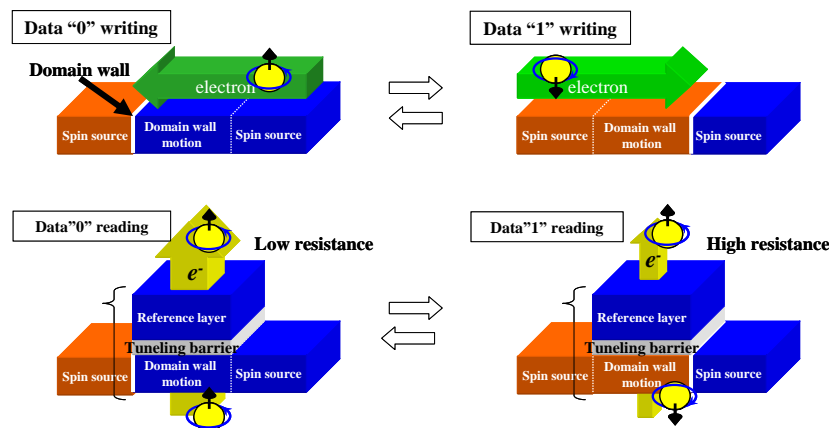 Data “0” writing
Data “1” writing
Domain wall
electron
electron
Spin source
Domain wall
motion
Spin source
Spin source
Domain wall
motion
Spin source
Data”0” reading
Data”1” reading
Low resistance
High resistance
e-
e-
Reference layer
Reference layer
Tuneling barrier
Tuneling barrier
Spin source
Domain wall
motion
Spin source
Spin source
Domain wall
motion
Spin source